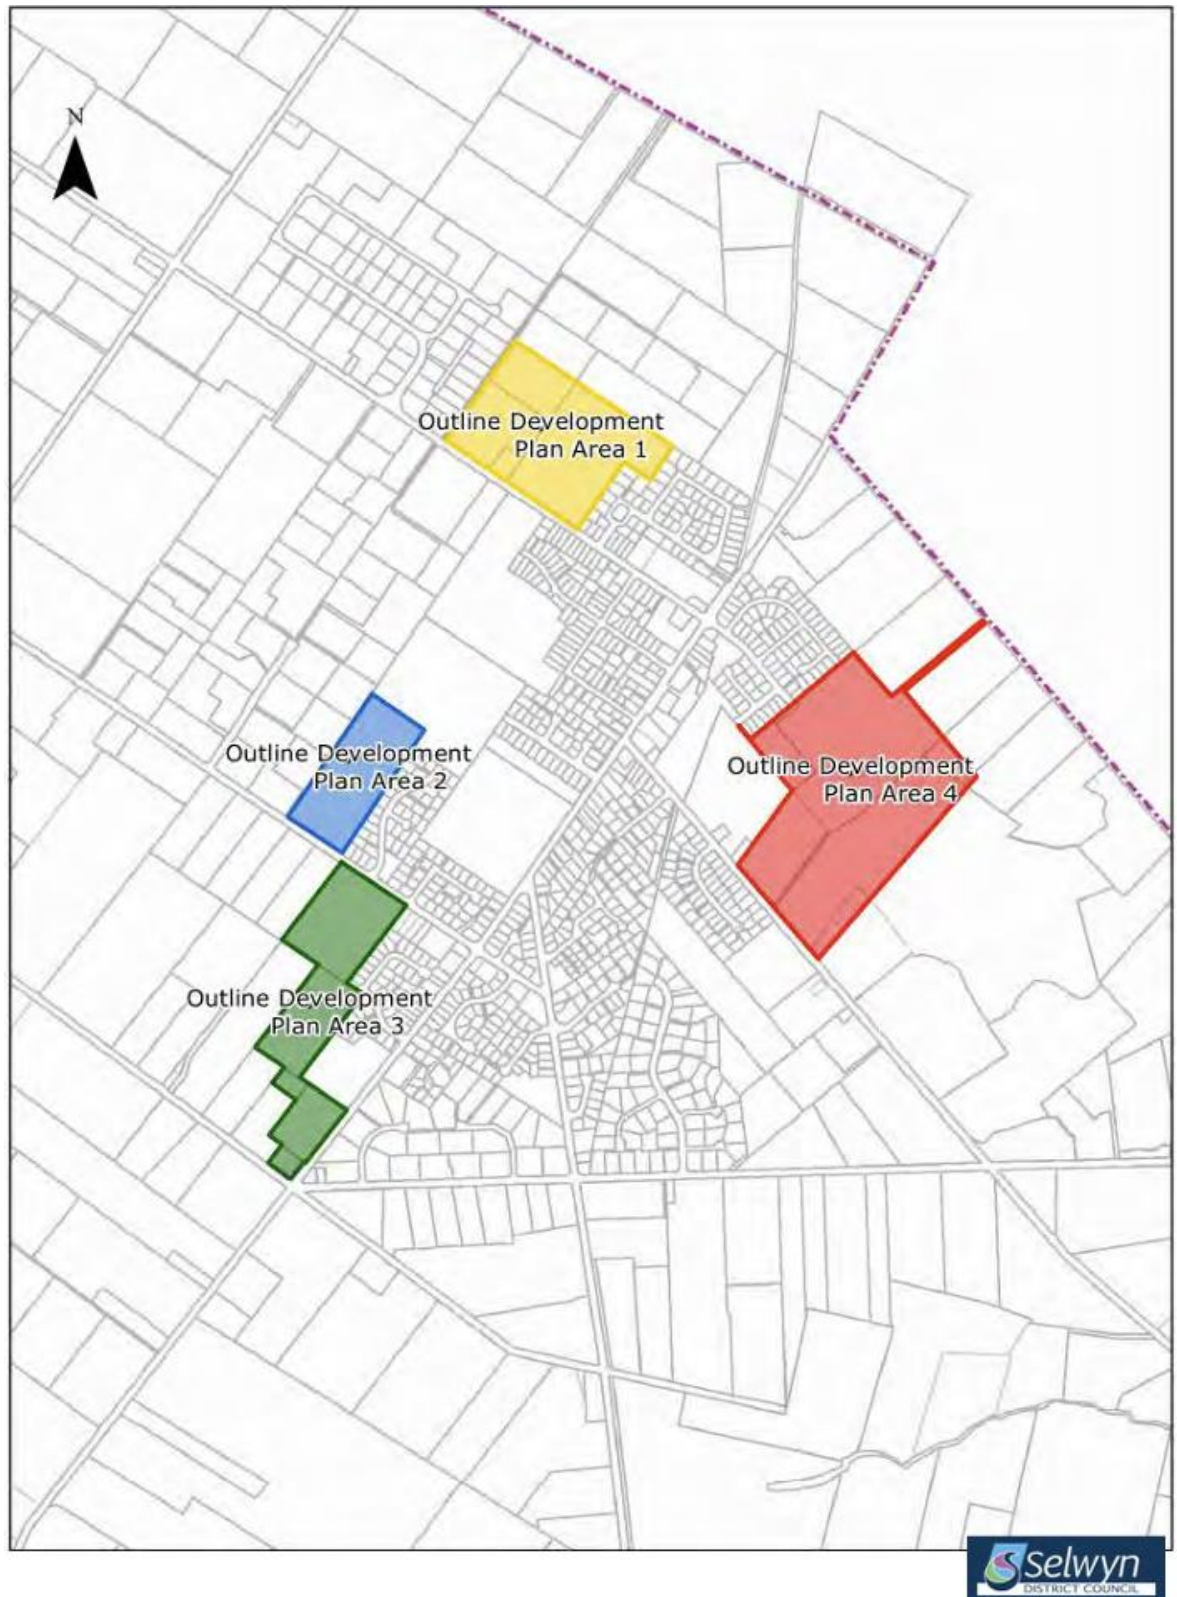 N
Outline Development
Plan Area 1
Outline Development
Plan Area 2
Outline Development
Plan Area 4
Outline Development
Plan Area 3
Selwyn
DISTRICT COUNCIL